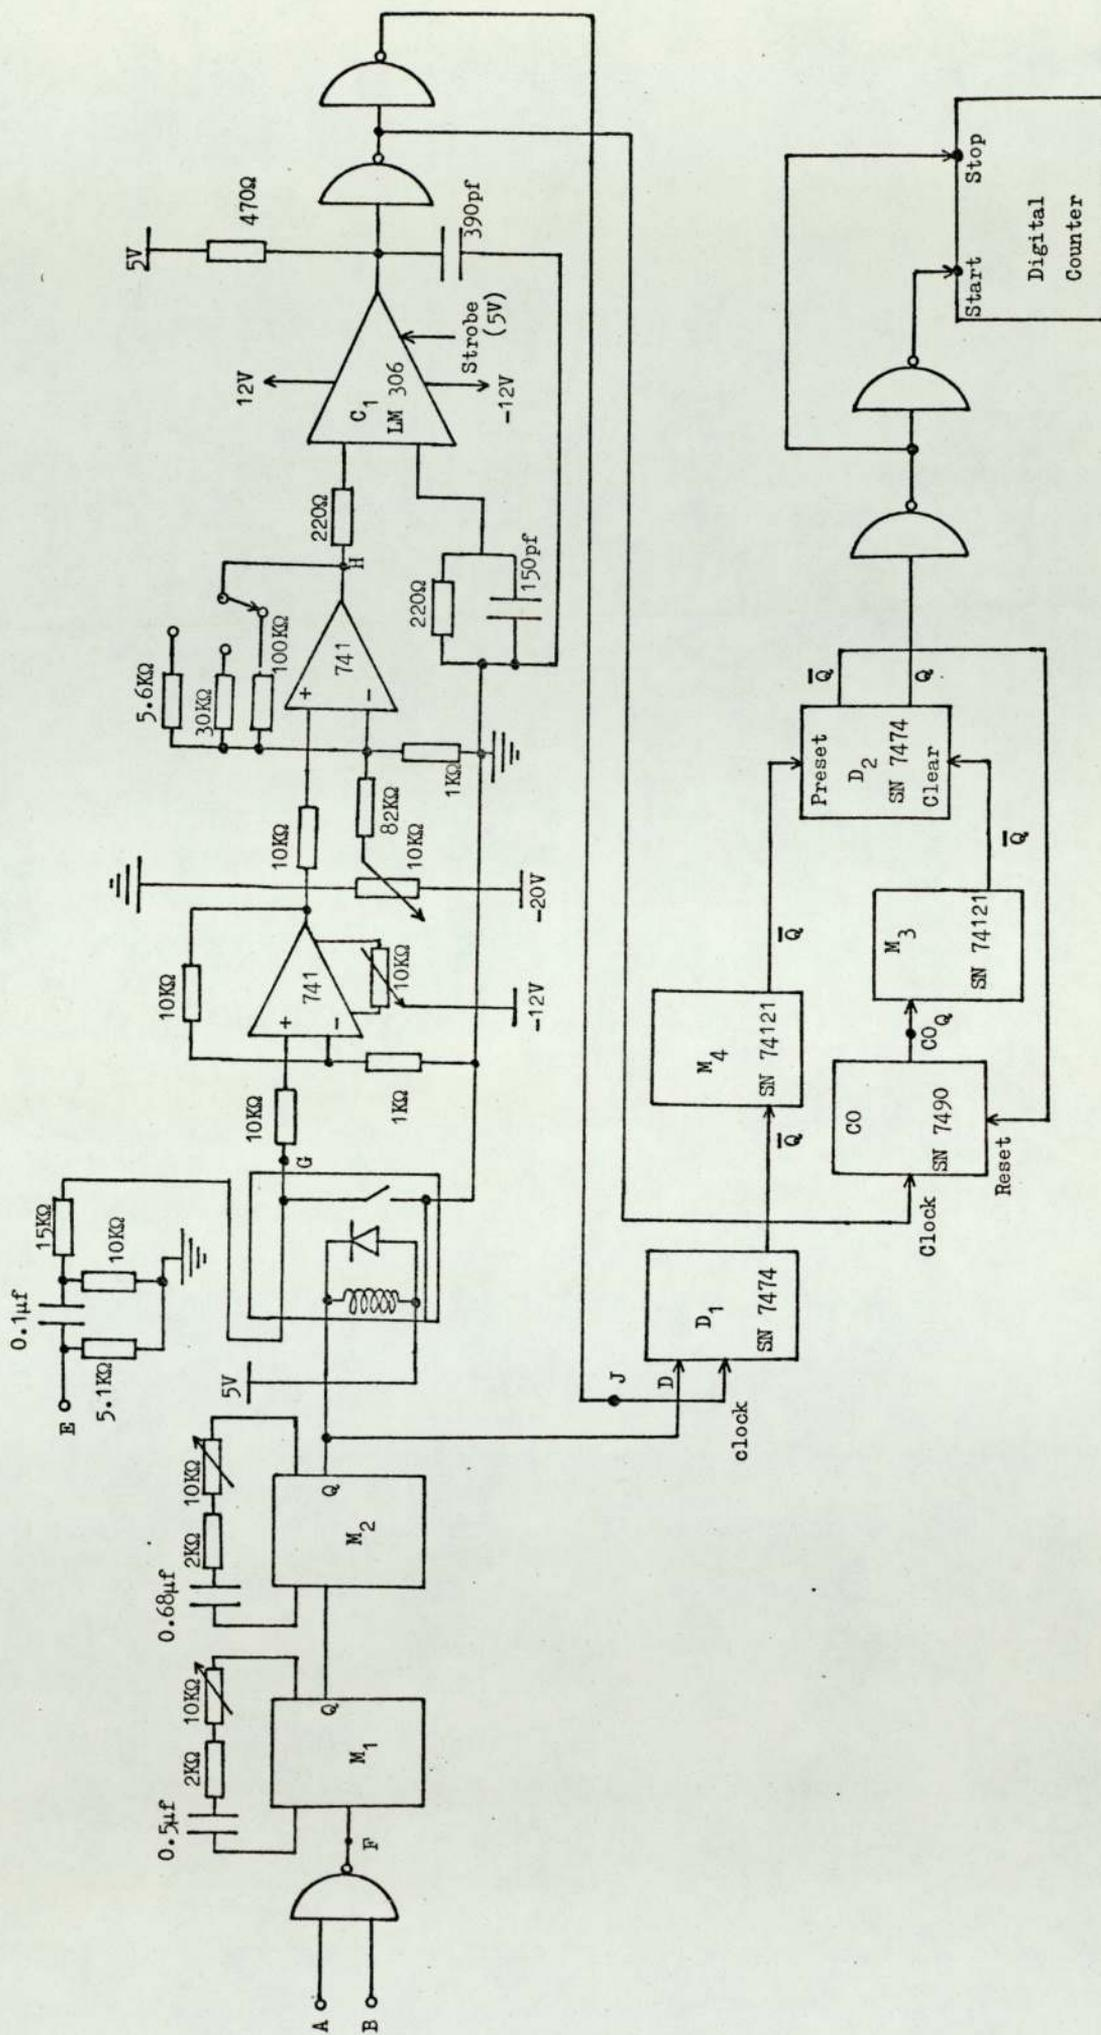 A
B
F
0.5μf
2KΩ
10KΩ
M1
Q
0.68μf
2KΩ
10KΩ
M2
Q
E
0.1μf
5.1KΩ
10KΩ
15KΩ
5V
G
10KΩ
1KΩ
10KΩ
+
-
741
10KΩ
-12V
10KΩ
82KΩ
10KΩ
-20V
1KΩ
5.6KΩ
30KΩ
100KΩ
+
-
741
H
220Ω
220Ω
150pf
C1
LM 306
12V
-12V
Strobe
(5V)
5V
470Ω
390pf
J
D
clock
D1
SN 7474
Q̅
M4
SN 74121
Q̅
Clock
CO
SN 7490
Reset
COQ
M3
SN 74121
Q̅
Preset
D2
SN 7474
Clear
Q̅
Q
Start
Stop
Digital
Counter